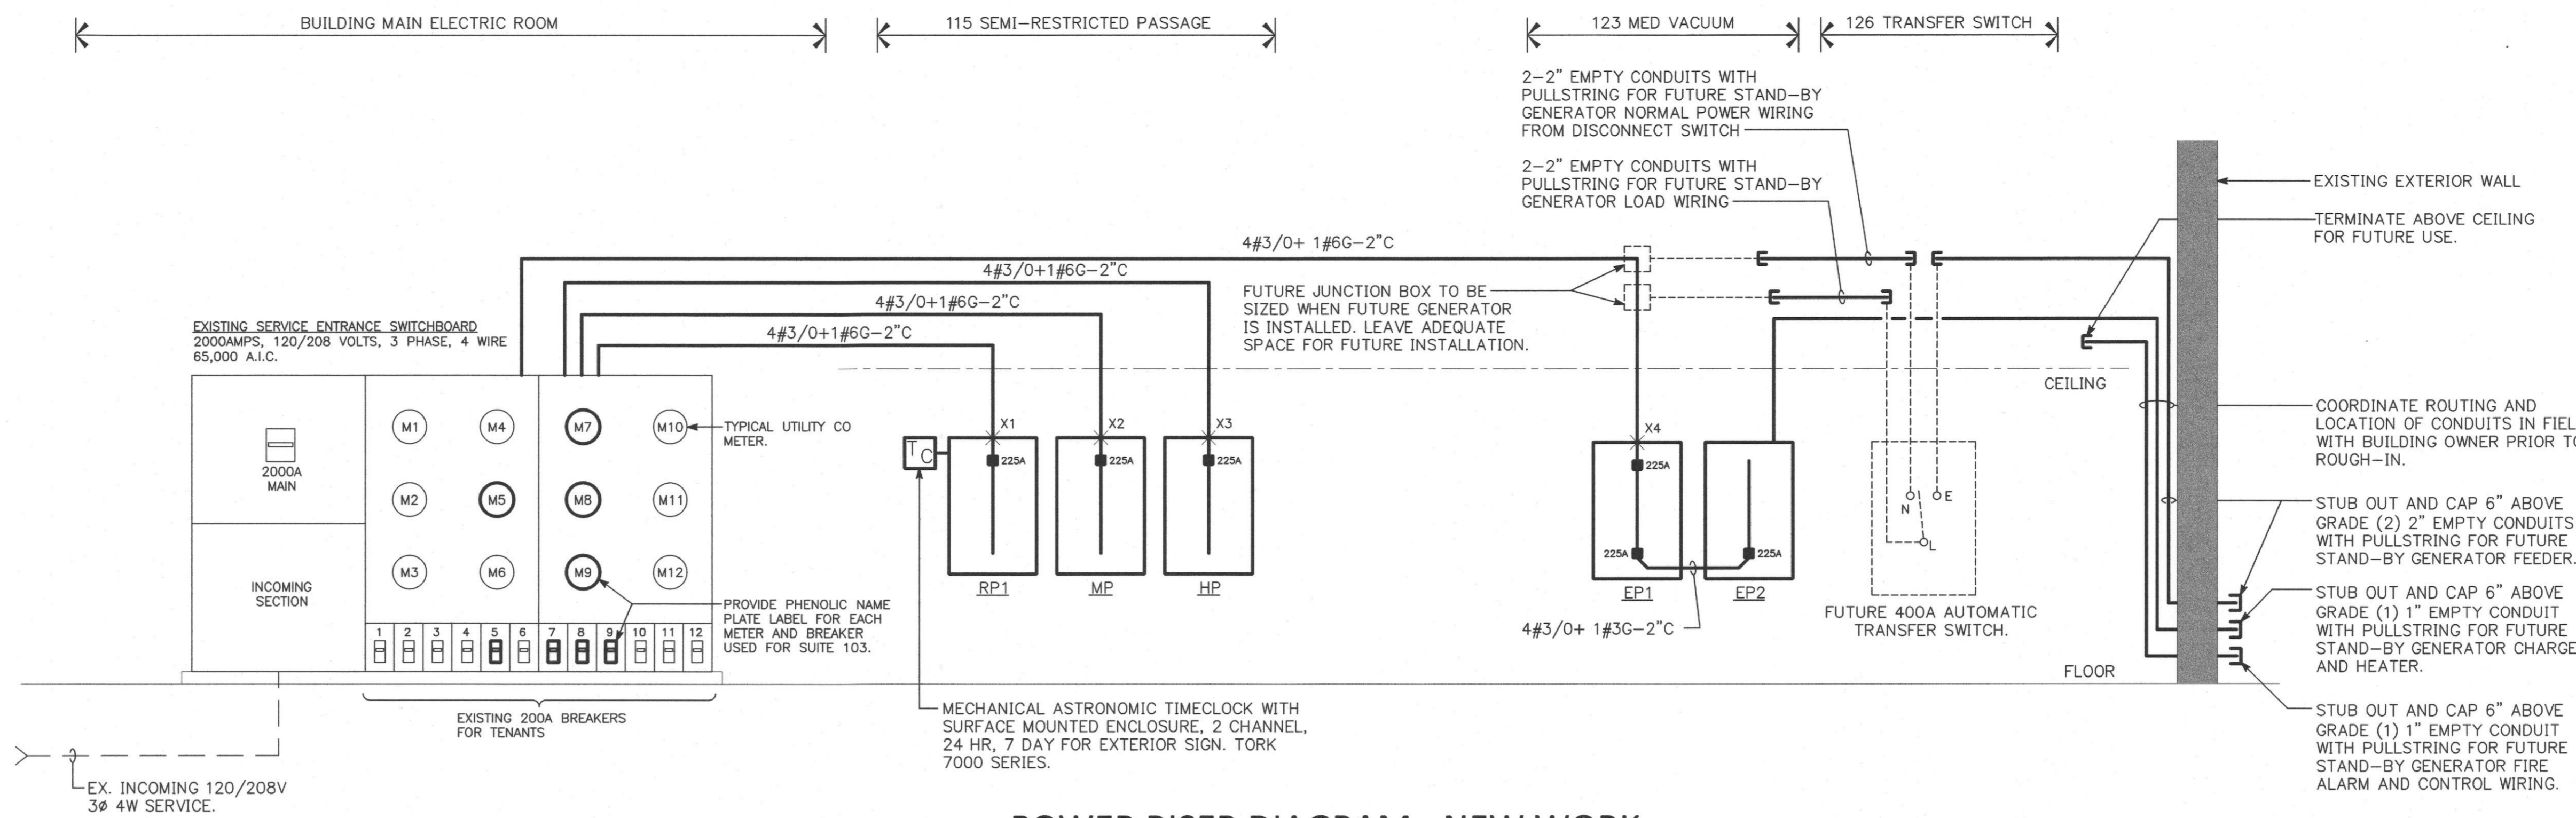 BUILDING MAIN ELECTRIC ROOM
115 SEMI-RESTRICTED PASSAGE
123 MED VACUUM
126 TRANSFER SWITCH
2-2" EMPTY CONDUITS WITH
PULLSTRING FOR FUTURE STAND-BY
GENERATOR NORMAL POWER WIRING
FROM DISCONNECT SWITCH
2-2" EMPTY CONDUITS WITH
PULLSTRING FOR FUTURE STAND-BY
GENERATOR LOAD WIRING
EXISTING EXTERIOR WALL
TERMINATE ABOVE CEILING
FOR FUTURE USE.
4#3/0+ 1#6G-2"C
4#3/0+1#6G-2"C
4#3/0+1#6G-2"C
4#3/0+1#6G-2"C
FUTURE JUNCTION BOX TO BE
SIZED WHEN FUTURE GENERATOR
IS INSTALLED. LEAVE ADEQUATE
SPACE FOR FUTURE INSTALLATION.
EXISTING SERVICE ENTRANCE SWITCHBOARD
2000AMPS, 120/208 VOLTS, 3 PHASE, 4 WIRE
65,000 A.I.C.
CEILING
COORDINATE ROUTING AND
LOCATION OF CONDUITS IN FIEL
WITH BUILDING OWNER PRIOR TO
ROUGH-IN.
M1
M4
M7
M10
TYPICAL UTILITY CO
METER.
2000A
MAIN
M2
M5
M8
M11
M3
M6
M9
M12
INCOMING
SECTION
PROVIDE PHENOLIC NAME
PLATE LABEL FOR EACH
METER AND BREAKER
USED FOR SUITE 103.
1 2 3 4 5 6 7 8 9 10 11 12
EXISTING 200A BREAKERS
FOR TENANTS
EX. INCOMING 120/208V
3ø 4W SERVICE.
TC
X1
225A
RP1
X2
225A
MP
X3
225A
HP
X4
225A
225A
EP1
225A
EP2
4#3/0+ 1#3G-2"C
N
E
L
FUTURE 400A AUTOMATIC
TRANSFER SWITCH.
MECHANICAL ASTRONOMIC TIMECLOCK WITH
SURFACE MOUNTED ENCLOSURE, 2 CHANNEL,
24 HR, 7 DAY FOR EXTERIOR SIGN. TORK
7000 SERIES.
FLOOR
STUB OUT AND CAP 6" ABOVE
GRADE (2) 2" EMPTY CONDUITS
WITH PULLSTRING FOR FUTURE
STAND-BY GENERATOR FEEDER.
STUB OUT AND CAP 6" ABOVE
GRADE (1) 1" EMPTY CONDUIT
WITH PULLSTRING FOR FUTURE
STAND-BY GENERATOR CHARGE
AND HEATER.
STUB OUT AND CAP 6" ABOVE
GRADE (1) 1" EMPTY CONDUIT
WITH PULLSTRING FOR FUTURE
STAND-BY GENERATOR FIRE
ALARM AND CONTROL WIRING.
POWER RISER DIAGRAM-NEW WORK